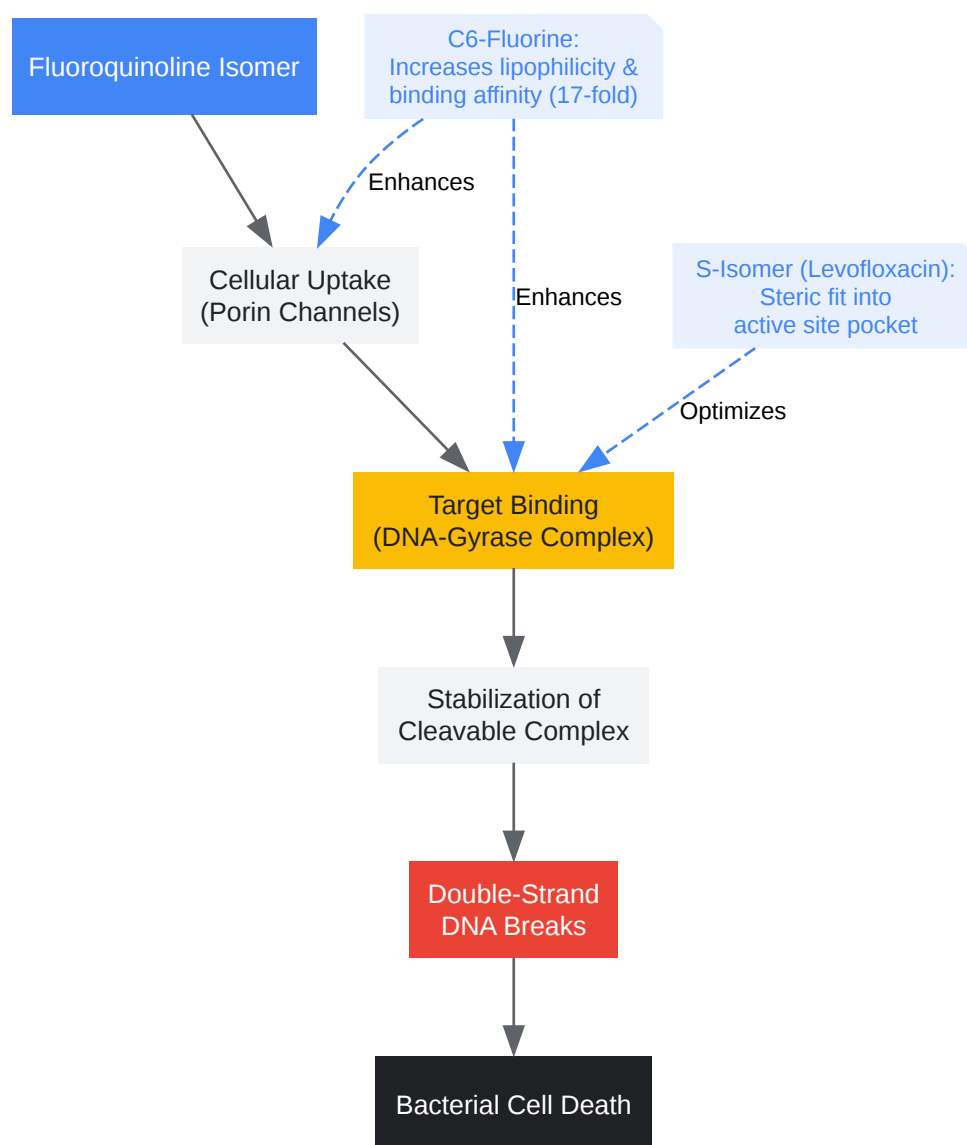 Fluoroquinoline Isomer
C6-Fluorine:
Increases lipophilicity &
binding affinity (17-fold)
Enhances
Cellular Uptake
(Porin Channels)
Enhances
S-Isomer (Levofloxacin):
Steric fit into
active site pocket
Optimizes
Target Binding
(DNA-Gyrase Complex)
Stabilization of
Cleavable Complex
Double-Strand
DNA Breaks
Bacterial Cell Death